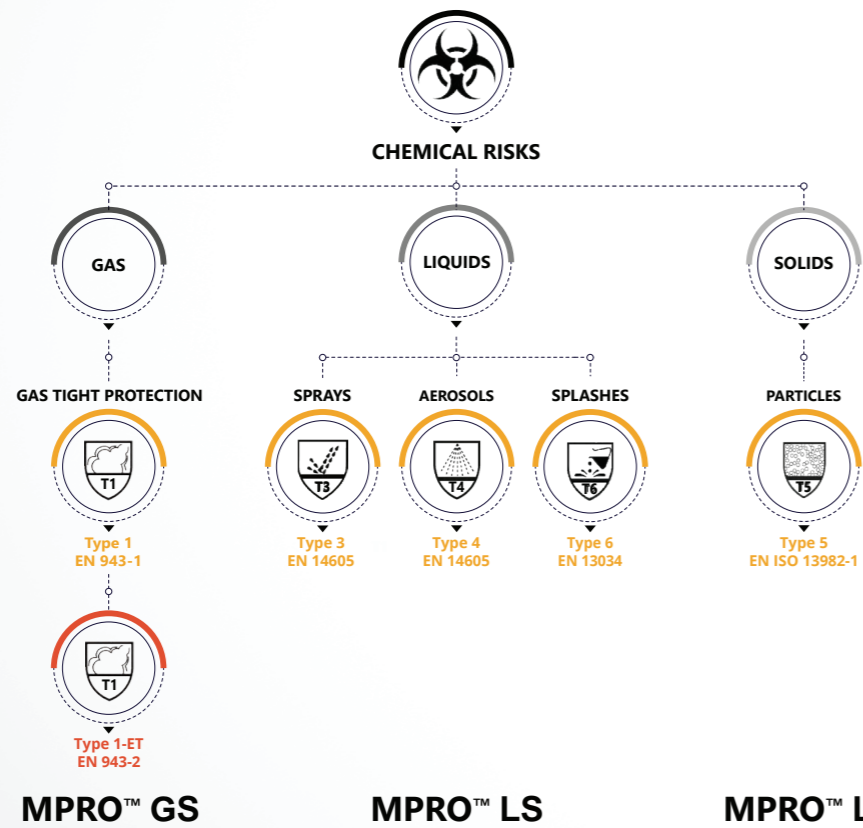 CHEMICAL RISKS
GAS
LIQUIDS
SOLIDS
GAS TIGHT PROTECTION
SPRAYS
AEROSOLS
SPLASHES
PARTICLES
T1
T3
T4
T6
T5
Type 1
EN 943-1
Type 3
EN 14605
Type 4
EN 14605
Type 6
EN 13034
Type 5
EN ISO 13982-1
T1
Type 1-ET
EN 943-2
MPRO™ GS
MPRO™ LS
MPRO™